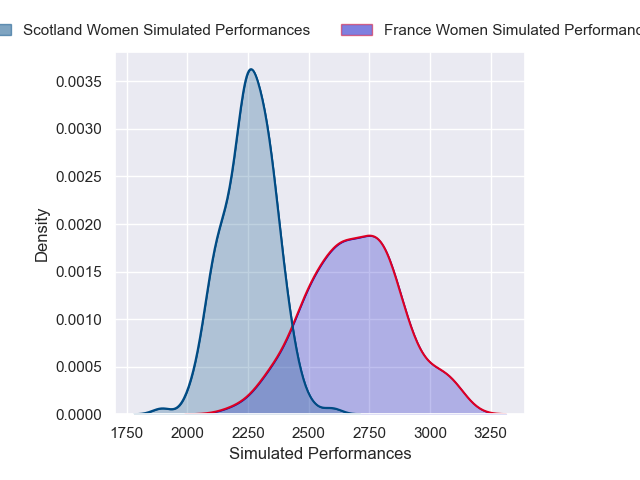 Scotland Women Simulated Performances
France Women Simulated
0.0035
0.0030
0.0025
0.0020
0.0015
0.0010
0.0005
0.0000
Density
1750 2000 2250 2500 2750 3000 3250
Simulated Performances